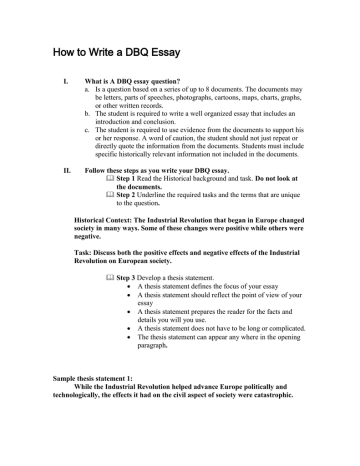 How to Write a DBQ Essay
I. What is A DBQ essay question?
a. Is a question based on a series of up to 8 documents. The documents may
be letters, parts of speeches, photographs, cartoons, maps, charts, graphs,
or other written records.
b. The student is required to write a well organized essay that includes an
introduction and conclusion.
c. The student is required to use evidence from the documents to support his
or her response. A word of caution, the student should not just repeat or
directly quote the information from the documents. Students must include
specific historically relevant information not included in the documents.
II. Follow these steps as you write your DBQ essay.
Step 1 Read the Historical background and task. Do not look at
the documents.
Step 2 Underline the required tasks and the terms that are unique
to the question.
Historical Context: The Industrial Revolution that began in Europe changed
society in many ways. Some of these changes were positive while others were
negative.
Task: Discuss both the positive effects and negative effects of the Industrial
Revolution on European society.
Step 3 Develop a thesis statement.
• A thesis statement defines the focus of your essay
• A thesis statement should reflect the point of view of your
essay
• A thesis statement prepares the reader for the facts and
details you will you use.
• A thesis statement does not have to be long or complicated.
• The thesis statement can appear any where in the opening
paragraph.
Sample thesis statement 1:
While the Industrial Revolution helped advance Europe politically and
technologically, the effects it had on the civil aspect of society were catastrophic.